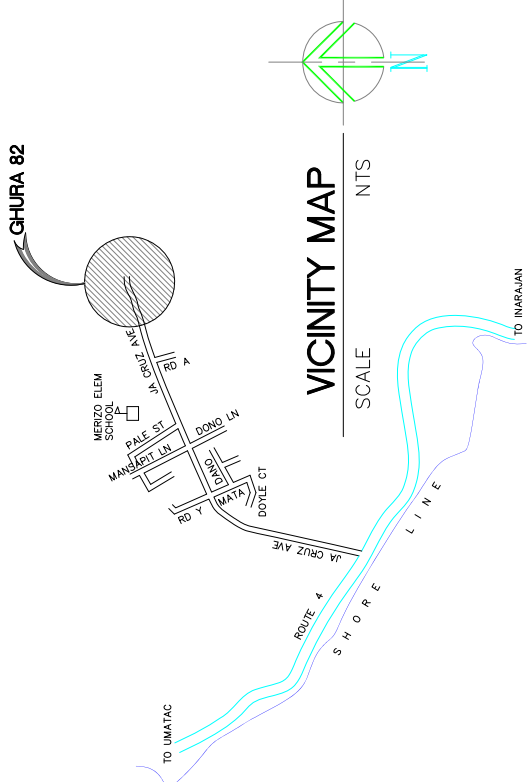 GHURA 82
N
VICINITY MAP
SCALE NTS
JA CRUZ AVE
RD A
MERIZO ELEM
SCHOOL
PALE ST
DONO LN
MANSAPIT LN
DANO
MATA
DOYLE CT
RD Y
JA CRUZ AVE
ROUTE 4
SHORE LINE
TO UMATAC
TO INARAJAN